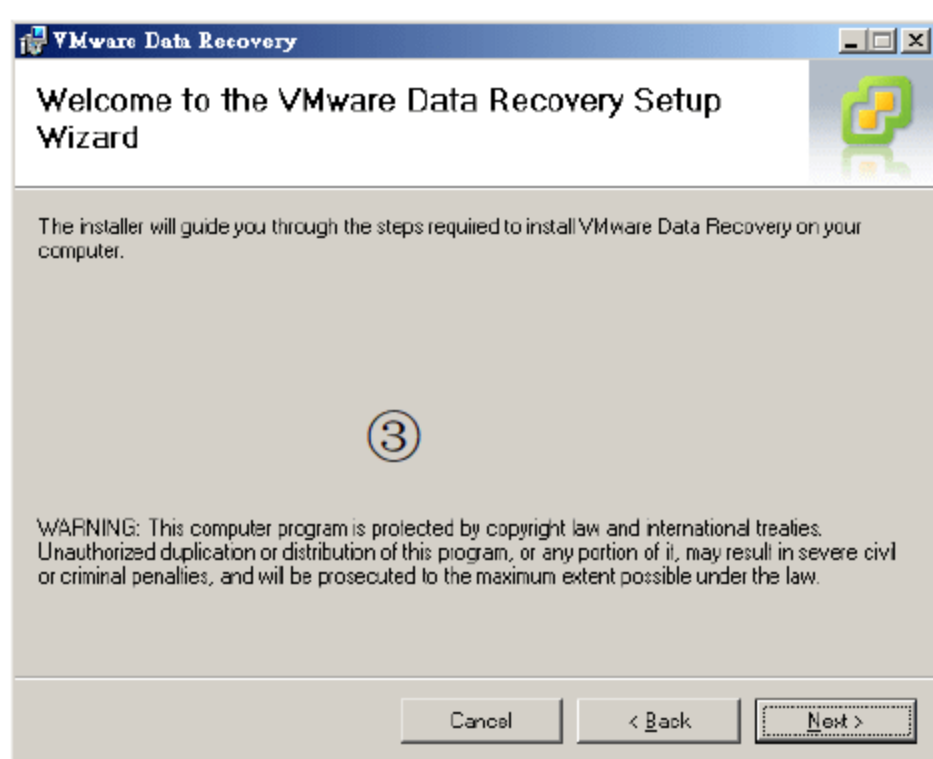 VMware Data Recovery
Welcome to the VMware Data Recovery Setup
Wizard
The installer will guide you through the steps required to install VMware Data Recovery on your
computer.
③
WARNING: This computer program is protected by copyright law and international treaties.
Unauthorized duplication or distribution of this program, or any portion of it, may result in severe civil
or criminal penalties, and will be prosecuted to the maximum extent possible under the law.
Cancel < Back Next >